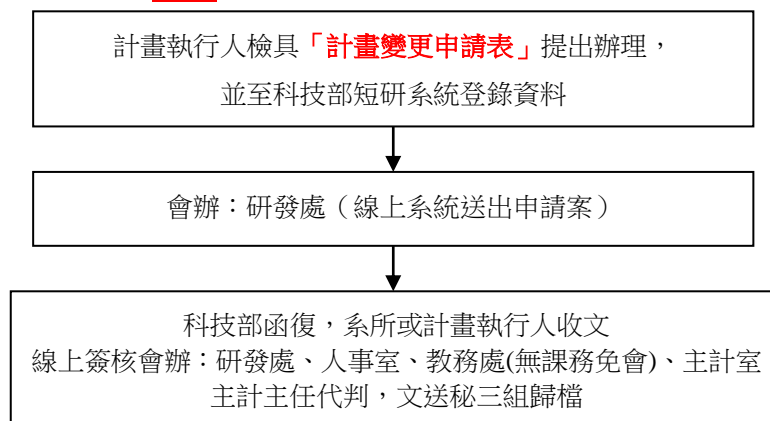 計畫執行人檢具「計畫變更申請表」提出辦理，
並至科技部短研系統登錄資料
會辦：研發處（線上系統送出申請案）
科技部函復，系所或計畫執行人收文
線上簽核會辦：研發處、人事室、教務處(無課務免會)、主計室
主計主任代判，文送秘三組歸檔